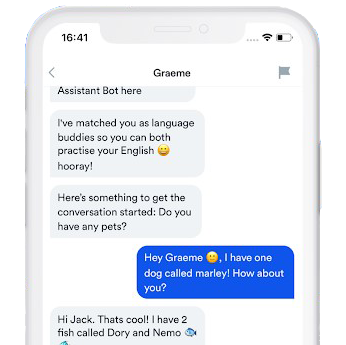 16:41
Graeme
Assistant Bot here
I've matched you as language
buddies so you can both
practise your English 😀
hooray!
Here's something to get the
conversation started: Do you
have any pets?
Hey Graeme 🙂, I have one
dog called marley! How about
you?
Hi Jack. Thats cool! I have 2
fish called Dory and Nemo 🐟